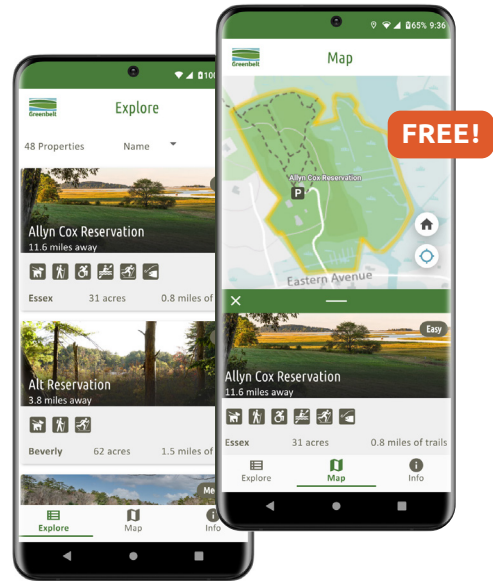 100
Greenbelt
Explore
48 Properties Name
Allyn Cox Reservation
11.6 miles away
Essex 31 acres 0.8 miles of
Alt Reservation
3.8 miles away
Beverly 62 acres 1.5 miles of
Me
Explore Map Info
65% 9:36
Greenbelt
Map
FREE!
Allyn Cox Reservation
P
Eastern Avenue
Easy
Allyn Cox Reservation
11.6 miles away
Essex 31 acres 0.8 miles of trails
Explore Map Info